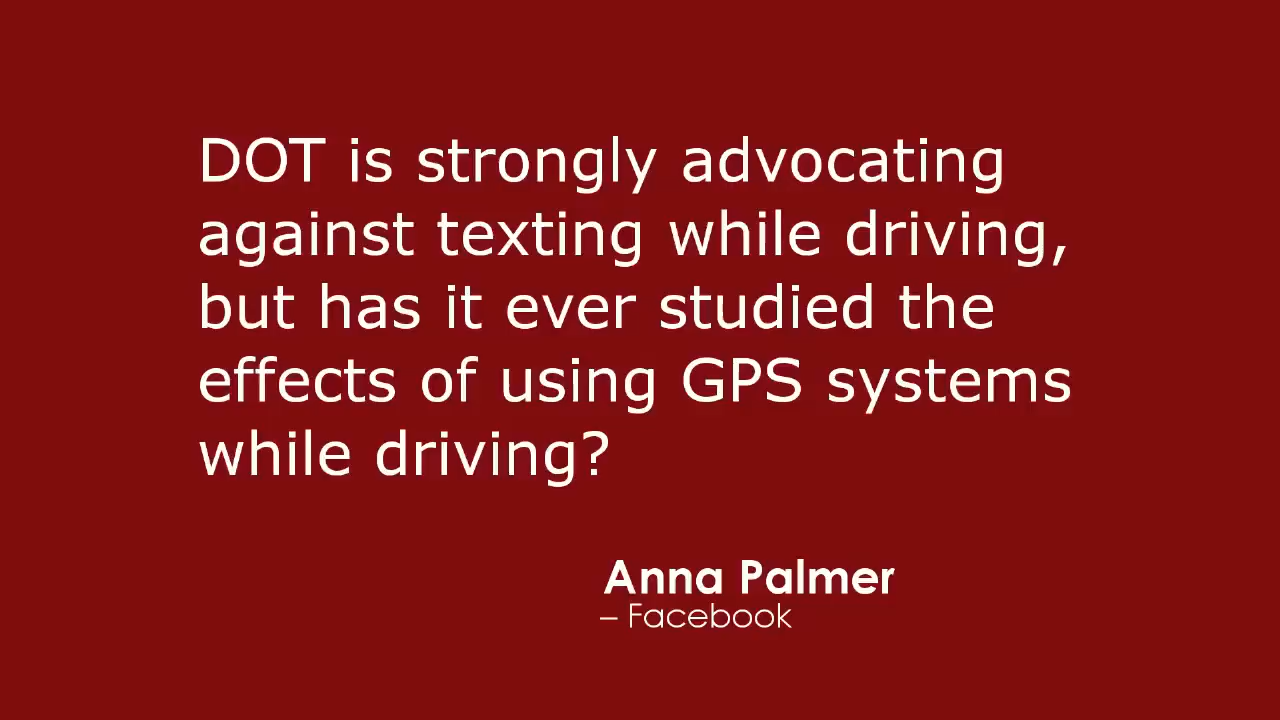 DOT is strongly advocating
against texting while driving,
but has it ever studied the
effects of using GPS systems
while driving?
Anna Palmer
– Facebook